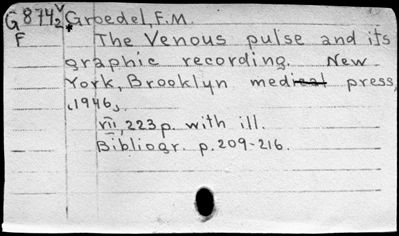 G874₂ᵛ Groedel, F.M.
F The Venous pulse and its
graphic recording. New
York, Brooklyn medical press,
1946.
vii, 223 p. with ill.
Bibliogr. p. 209-216.